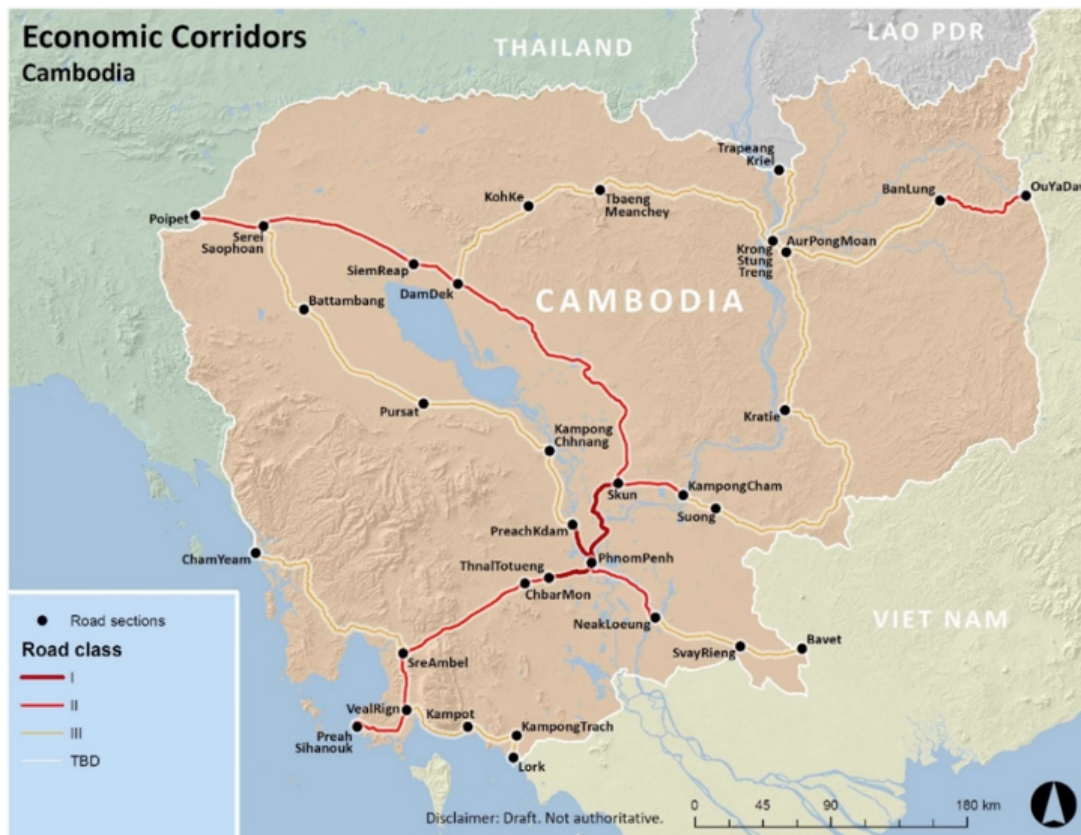 Economic Corridors
Cambodia
THAILAND
LAO PDR
Trapeang
Kriel
BanLung
OuYaDav
KohKe
Tbaeng
Meanchey
Poipet
Serei
Saophoan
Krong
Stung
Treng
AurPongMoan
SiemReap
DamDek
CAMBODIA
Battambang
Pursat
Kratie
Kampong
Chhnang
Skun
KampongCham
Suong
PreachKdam
ChamYeam
PhnomPenh
ThnalTotueng
ChbarMon
NeakLoeung
VIET NAM
SvayRieng
Bavet
SreAmbel
VealRign
Kampot
KampongTrach
Preah
Sihanouk
Lork
Road sections
Road class
I
II
III
TBD
Disclaimer: Draft. Not authoritative.
0 45 90 180 km